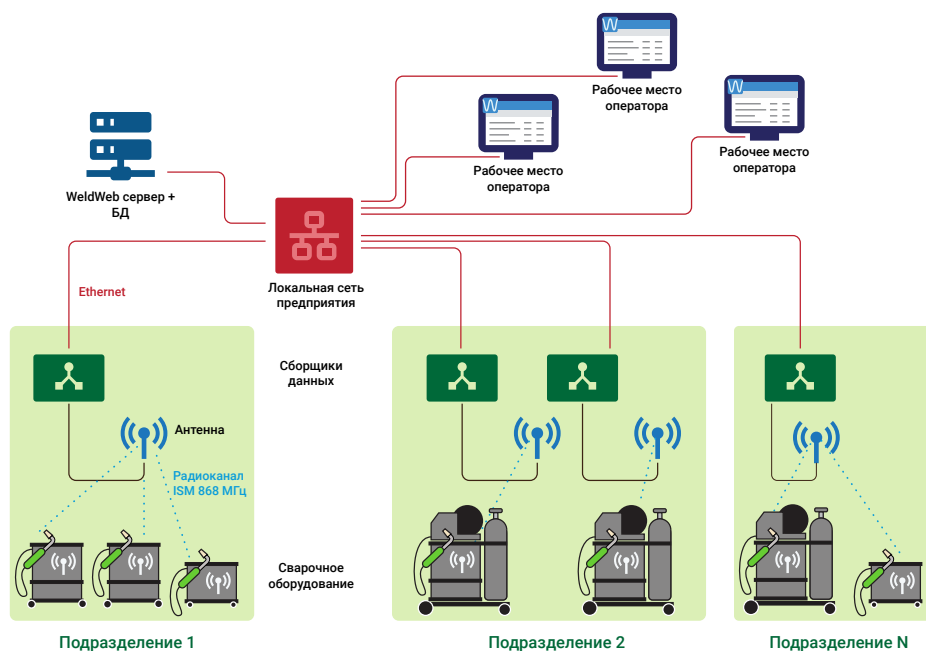 W
Рабочее место
оператора
W
Рабочее место
оператора
W
Рабочее место
оператора
WeldWeb сервер +
БД
Локальная сеть
предприятия
Ethernet
Сборщики
данных
Антенна
Радиоканал
ISM 868 МГц
Сварочное
оборудование
Подразделение 1
Подразделение 2
Подразделение N